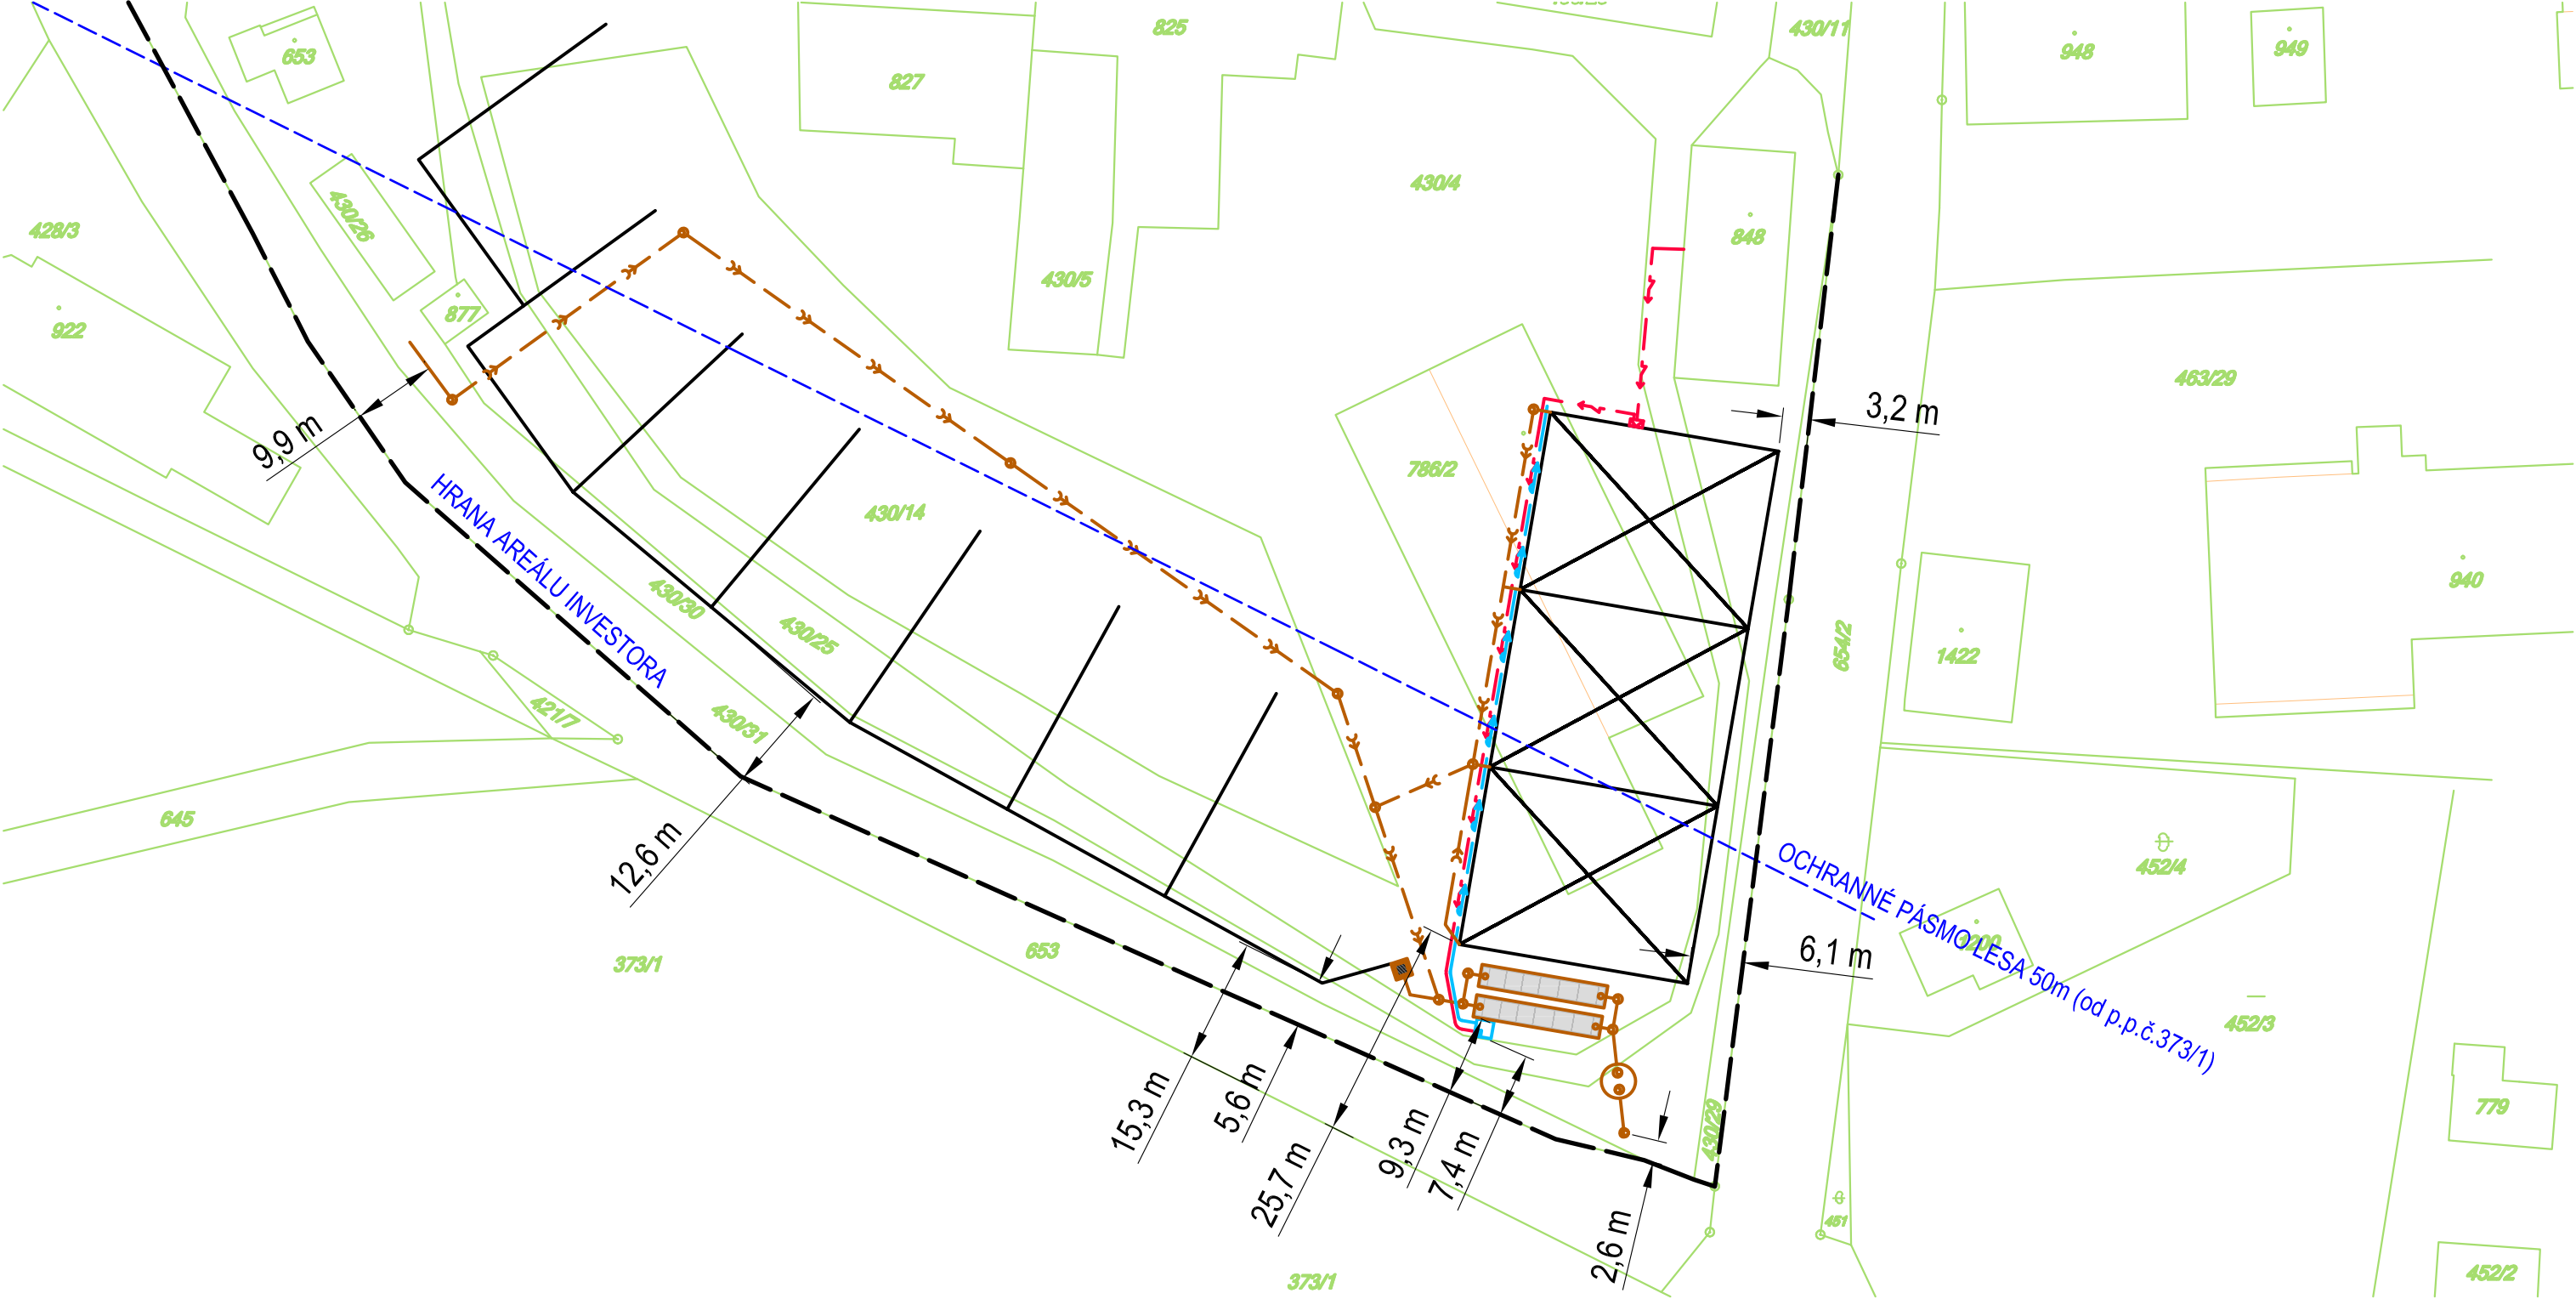 825
430/11
653
948
949
827
430/4
430/26
428/3
848
430/5
877
922
463/29
3,2 m
9,9 m
786/2
HRANA AREÁLU INVESTORA
430/14
940
430/30
430/25
654/2
1422
421/7
430/31
645
12,6 m
OCHRANNÉ PÁSMO LESA 50m (od p.p.č.373/1)
452/4
1200
6,1 m
653
373/1
452/3
15,3 m
5,6 m
25,7 m
9,3 m
7,4 m
430/29
779
2,6 m
451
373/1
452/2